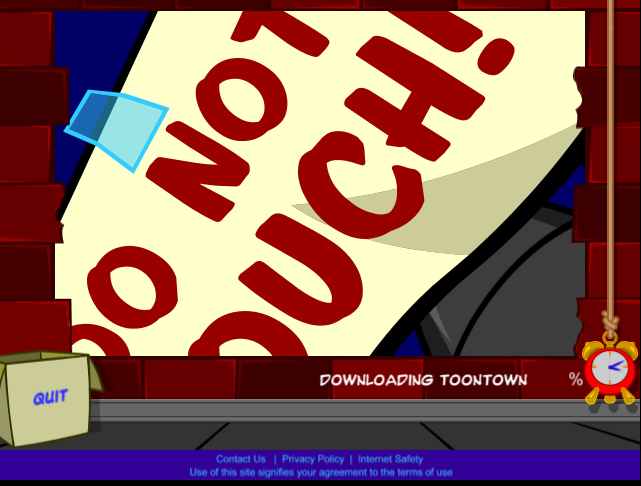 DO NOT
OUCH!
QUIT
DOWNLOADING TOONTOWN %
Contact Us | Privacy Policy | Internet Safety
Use of this site signifies your agreement to the terms of use